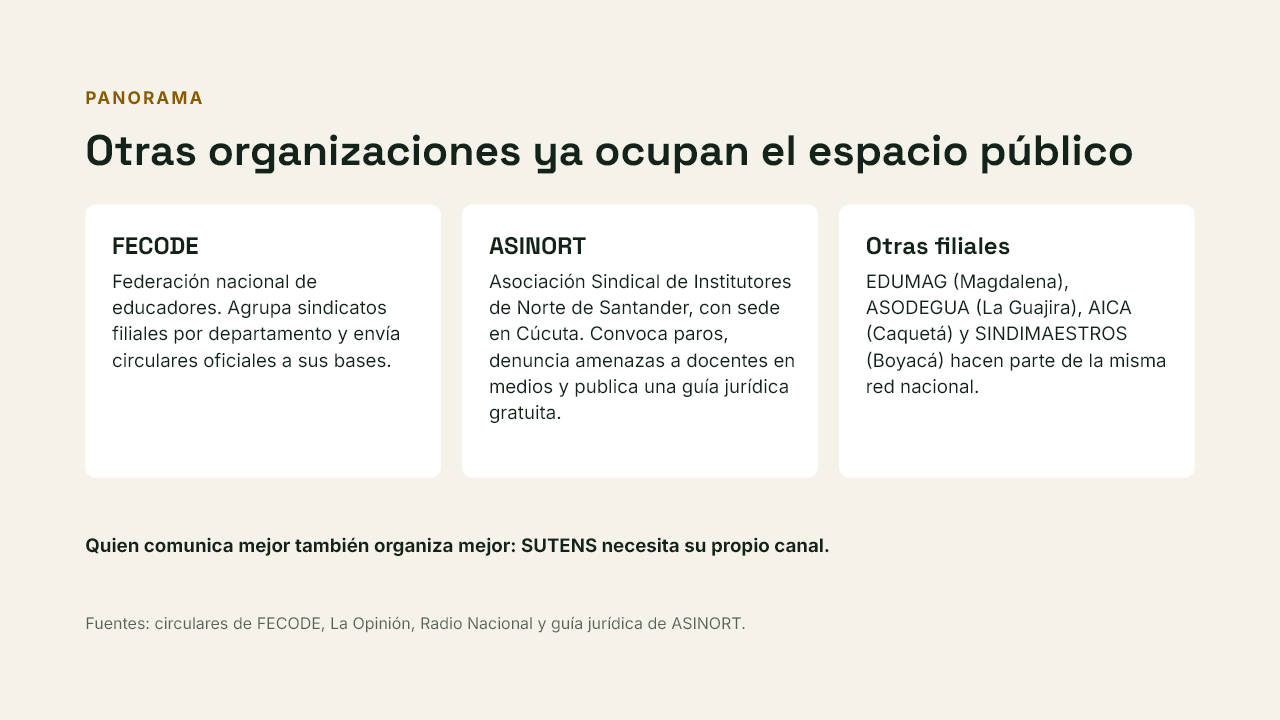 PANORAMA
Otras organizaciones ya ocupan el espacio público
FECODE
Federación nacional de
educadores. Agrupa sindicatos
filiales por departamento y envía
circulares oficiales a sus bases.
ASINORT
Asociación Sindical de Institutores
de Norte de Santander, con sede
en Cúcuta. Convoca paros,
denuncia amenazas a docentes en
medios y publica una guía jurídica
gratuita.
Otras filiales
EDUMAG (Magdalena),
ASODEGUA (La Guajira), AICA
(Caquetá) y SINDIMAESTROS
(Boyacá) hacen parte de la misma
red nacional.
Quien comunica mejor también organiza mejor: SUTENS necesita su propio canal.
Fuentes: circulares de FECODE, La Opinión, Radio Nacional y guía jurídica de ASINORT.